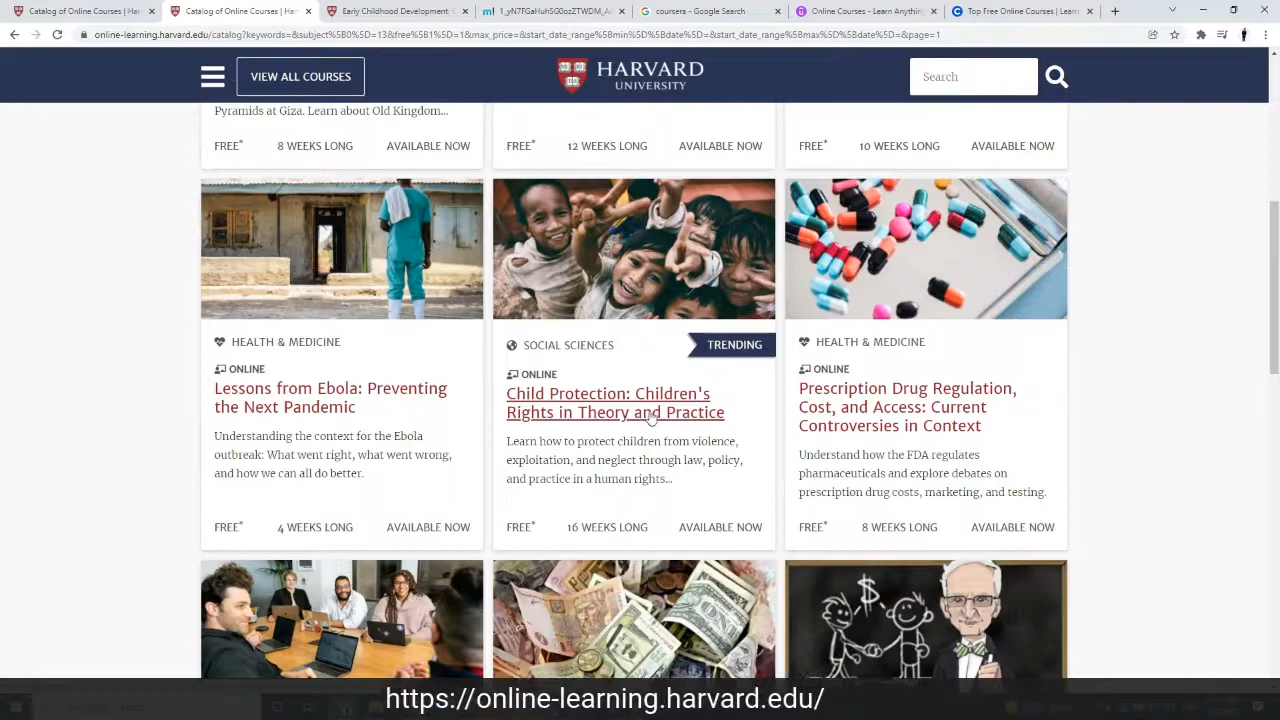 Catalog of Online Courses | Har
Catalog of Online Courses | Har
Early Childhood Development: G
1_yN7FGaHuhSG0ozZTWDM_A
coursera - Google Search
Online Courses - Learn Anythin
Top Free Online Courses | Learn
online-learning.harvard.edu/catalog?keywords=&subject%5B0%5D=13&free%5B1%5D=1&max_price=&start_date_range%5Bmin%5D%5Bdate%5D=&start_date_range%5Bmax%5D%5Bdate%5D=&page=1
VIEW ALL COURSES
HARVARD
UNIVERSITY
Search
Pyramids at Giza. Learn about Old Kingdom...
FREE* 8 WEEKS LONG AVAILABLE NOW
FREE* 12 WEEKS LONG AVAILABLE NOW
FREE* 10 WEEKS LONG AVAILABLE NOW
HEALTH & MEDICINE
ONLINE
Lessons from Ebola: Preventing
the Next Pandemic
Understanding the context for the Ebola
outbreak: What went right, what went wrong,
and how we can all do better.
FREE* 4 WEEKS LONG AVAILABLE NOW
SOCIAL SCIENCES
TRENDING
ONLINE
Child Protection: Children's
Rights in Theory and Practice
Learn how to protect children from violence,
exploitation, and neglect through law, policy,
and practice in a human rights...
FREE* 16 WEEKS LONG AVAILABLE NOW
HEALTH & MEDICINE
ONLINE
Prescription Drug Regulation,
Cost, and Access: Current
Controversies in Context
Understand how the FDA regulates
pharmaceuticals and explore debates on
prescription drug costs, marketing, and testing.
FREE* 8 WEEKS LONG AVAILABLE NOW
https://online-learning.harvard.edu/